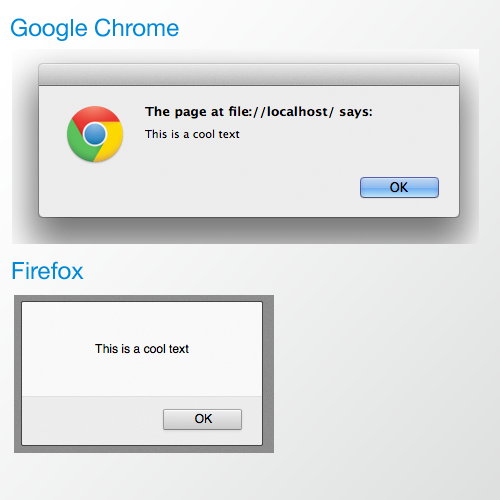 Google Chrome
The page at file://localhost/ says:
This is a cool text
OK
Firefox
This is a cool text
OK